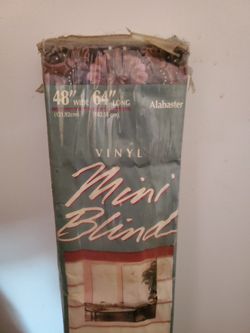 48" WIDE 64" LONG
Alabaster
VINYL
Mini
Blind